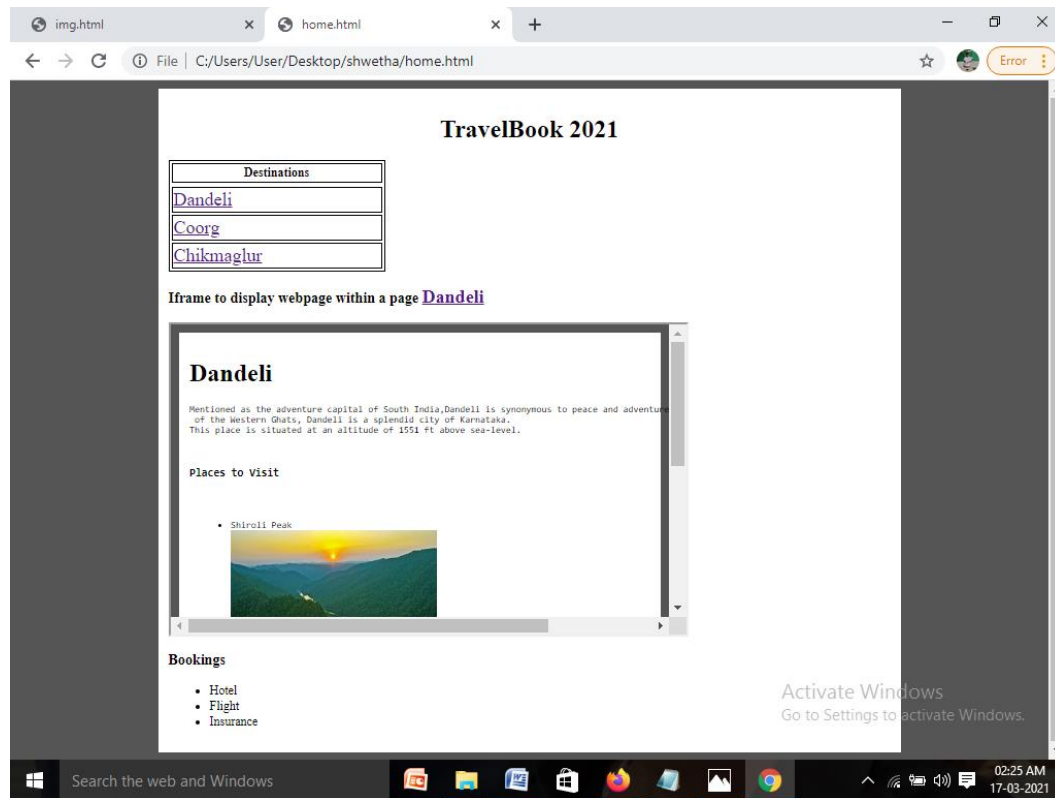 img.html
home.html
File C:/Users/User/Desktop/shwetha/home.html
Error
TravelBook 2021
Destinations
Dandeli
Coorg
Chikmaglur
Iframe to display webpage within a page Dandeli
Dandeli
Mentioned as the adventure capital of South India,Dandeli is synonymous to peace and adventure
of the Western Ghats, Dandeli is a splendid city of Karnataka.
This place is situated at an altitude of 1551 ft above sea-level.
Places to Visit
Shiroli Peak
Bookings
Hotel
Flight
Insurance
Activate Windows
Go to Settings to activate Windows.
Search the web and Windows
02:25 AM
17-03-2021